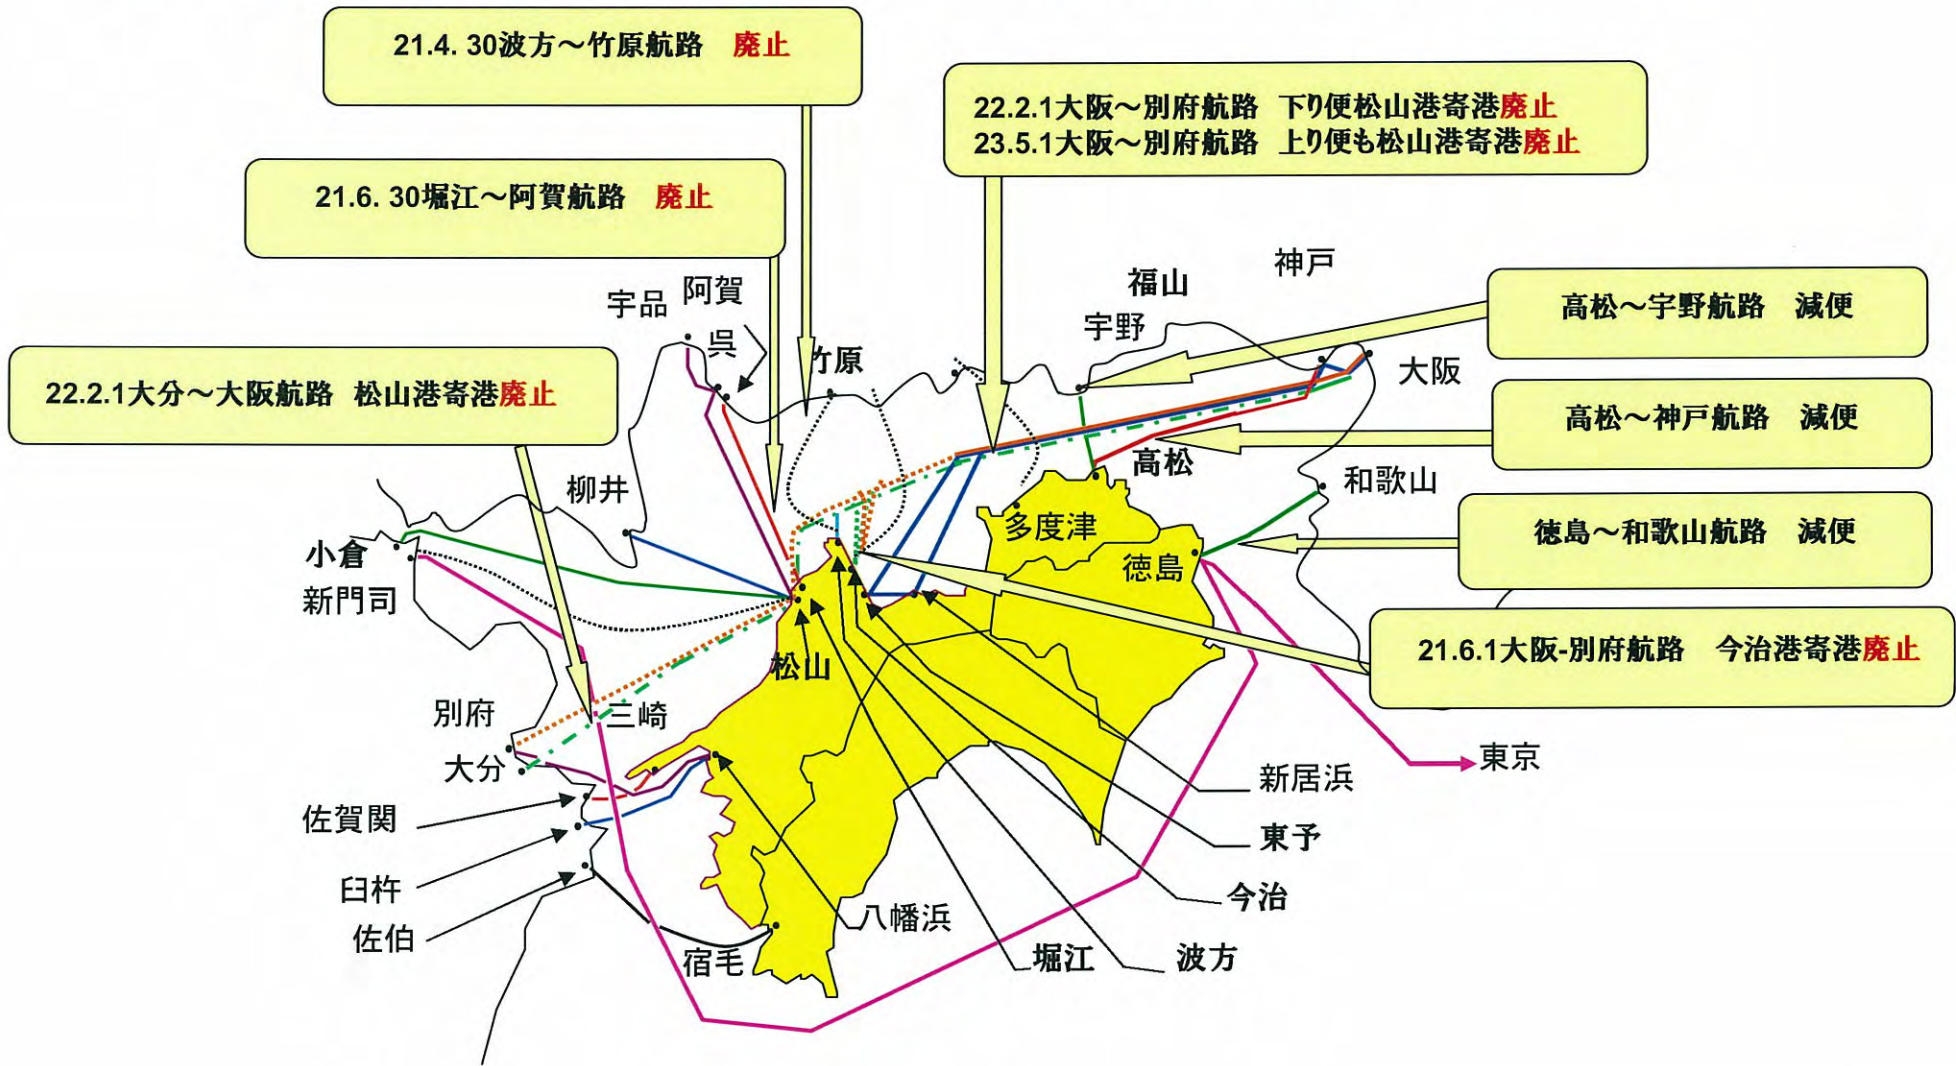 21.4. 30波方～竹原航路　廃止
22.2.1大阪～別府航路　下り便松山港寄港廃止
23.5.1大阪～別府航路　上り便も松山港寄港廃止
21.6. 30堀江～阿賀航路　廃止
神戸
福山
阿賀
宇品
高松～宇野航路　減便
宇野
呉
竹原
22.2.1大分～大阪航路　松山港寄港廃止
大阪
高松～神戸航路　減便
高松
和歌山
柳井
多度津
徳島～和歌山航路　減便
小倉
徳島
新門司
21.6.1大阪-別府航路　今治港寄港廃止
松山
別府
三崎
東京
大分
新居浜
佐賀関
東予
臼杵
今治
八幡浜
佐伯
宿毛
堀江
波方